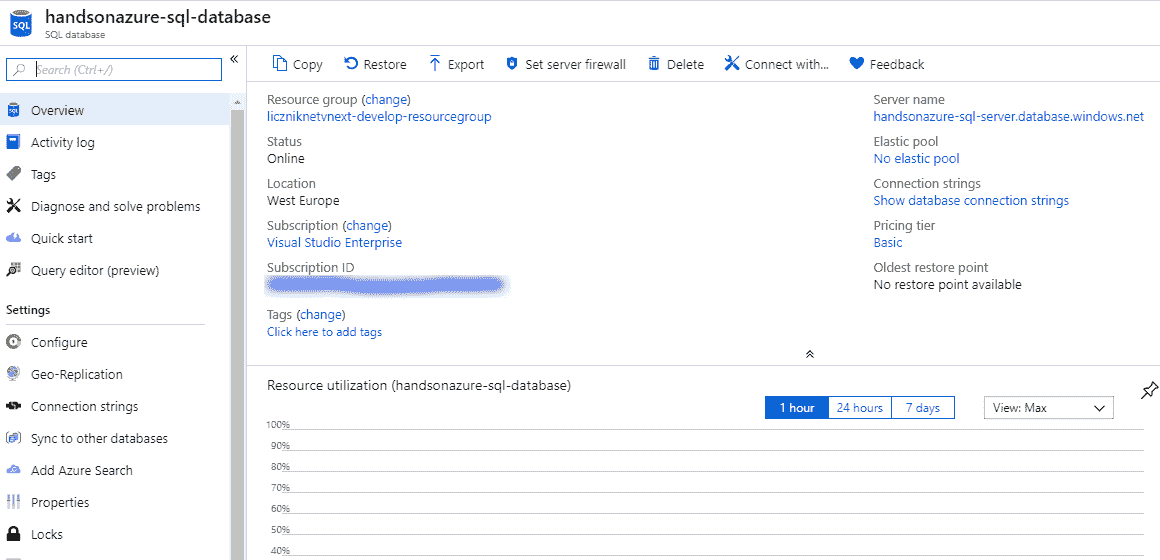 handsonazure-sql-database
SQL
SQL database
Search (Ctrl+/)
Overview
Activity log
Tags
Diagnose and solve problems
Quick start
Query editor (preview)
Settings
Configure
Geo-Replication
Connection strings
Sync to other databases
Add Azure Search
Properties
Locks
Copy
Restore
Export
Set server firewall
Delete
Connect with...
Feedback
Resource group (change)
liczniknetvnext-develop-resourcegroup
Status
Online
Location
West Europe
Subscription (change)
Visual Studio Enterprise
Subscription ID
Tags (change)
Click here to add tags
Server name
handsonazure-sql-server.database.windows.net
Elastic pool
No elastic pool
Connection strings
Show database connection strings
Pricing tier
Basic
Oldest restore point
No restore point available
Resource utilization (handsonazure-sql-database)
1 hour
24 hours
7 days
View: Max
100%
90%
80%
70%
60%
50%
40%